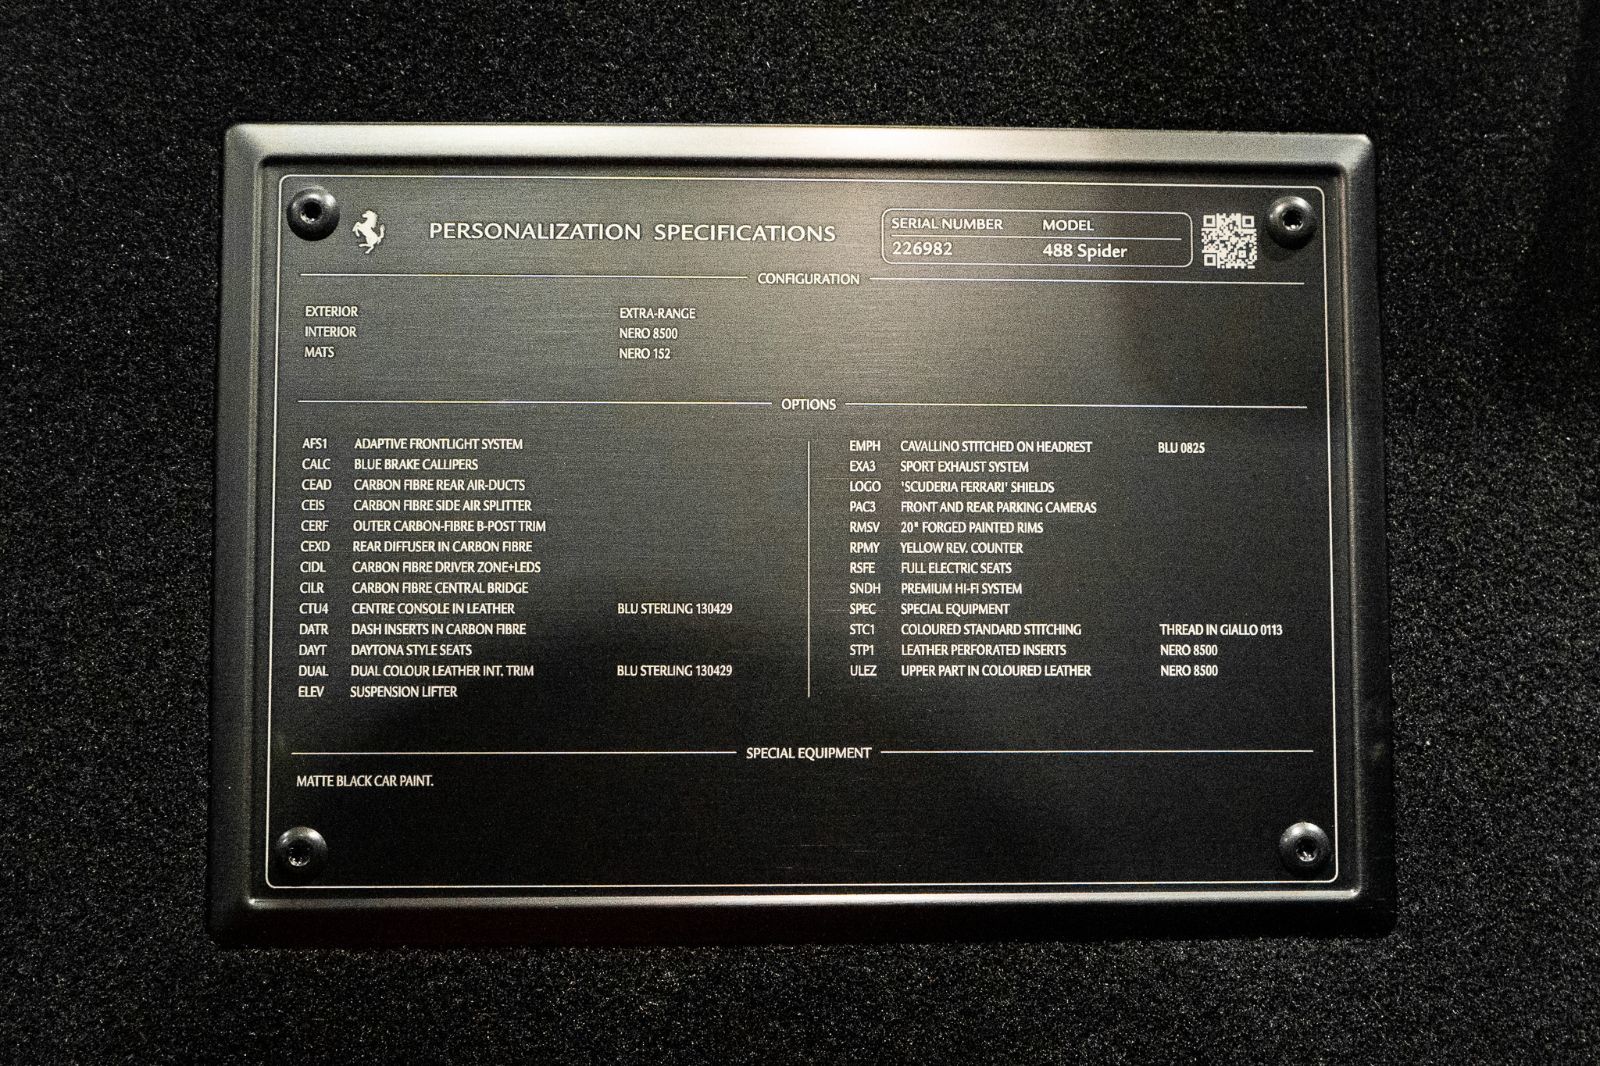 PERSONALIZATION SPECIFICATIONS
SERIAL NUMBER MODEL
226982 488 Spider
CONFIGURATION
EXTERIOR EXTRA-RANGE
INTERIOR NERO 8500
MATS NERO 152
OPTIONS
AFS1 ADAPTIVE FRONTLIGHT SYSTEM
CALC BLUE BRAKE CALLIPERS
CEAD CARBON FIBRE REAR AIR-DUCTS
CEIS CARBON FIBRE SIDE AIR SPLITTER
CERF OUTER CARBON-FIBRE B-POST TRIM
CEXD REAR DIFFUSER IN CARBON FIBRE
CIDL CARBON FIBRE DRIVER ZONE+LEDS
CILR CARBON FIBRE CENTRAL BRIDGE
CTU4 CENTRE CONSOLE IN LEATHER BLU STERLING 130429
DATR DASH INSERTS IN CARBON FIBRE
DAYT DAYTONA STYLE SEATS
DUAL DUAL COLOUR LEATHER INT. TRIM BLU STERLING 130429
ELEV SUSPENSION LIFTER
EMPH CAVALLINO STITCHED ON HEADREST BLU 0825
EXA3 SPORT EXHAUST SYSTEM
LOGO 'SCUDERIA FERRARI' SHIELDS
PAC3 FRONT AND REAR PARKING CAMERAS
RMSV 20" FORGED PAINTED RIMS
RPMY YELLOW REV. COUNTER
RSFE FULL ELECTRIC SEATS
SNDH PREMIUM HI-FI SYSTEM
SPEC SPECIAL EQUIPMENT
STC1 COLOURED STANDARD STITCHING THREAD IN GIALLO 0113
STP1 LEATHER PERFORATED INSERTS NERO 8500
ULEZ UPPER PART IN COLOURED LEATHER NERO 8500
SPECIAL EQUIPMENT
MATTE BLACK CAR PAINT.